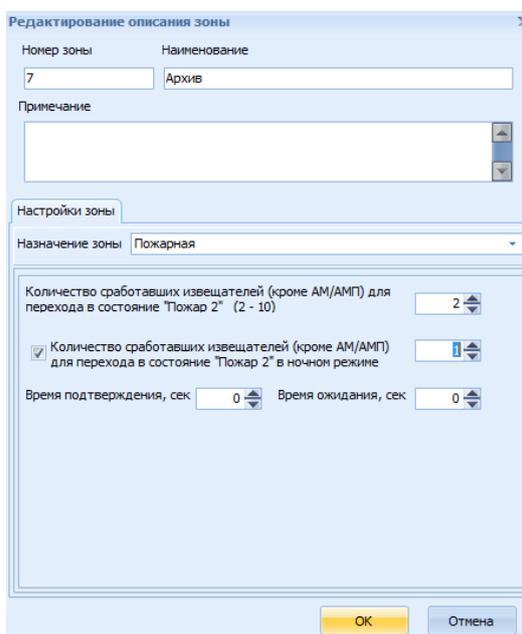 Редактирование описания зоны
Номер зоны Наименование
7 Архив
Примечание
Настройки зоны
Назначение зоны Пожарная
Количество сработавших извещателей (кроме АМ/АМП) для
перехода в состояние "Пожар 2" (2 - 10) 2
Количество сработавших извещателей (кроме АМ/АМП)
для перехода в состояние "Пожар 2" в ночном режиме 1
Время подтверждения, сек 0 Время ожидания, сек 0
ОК Отмена